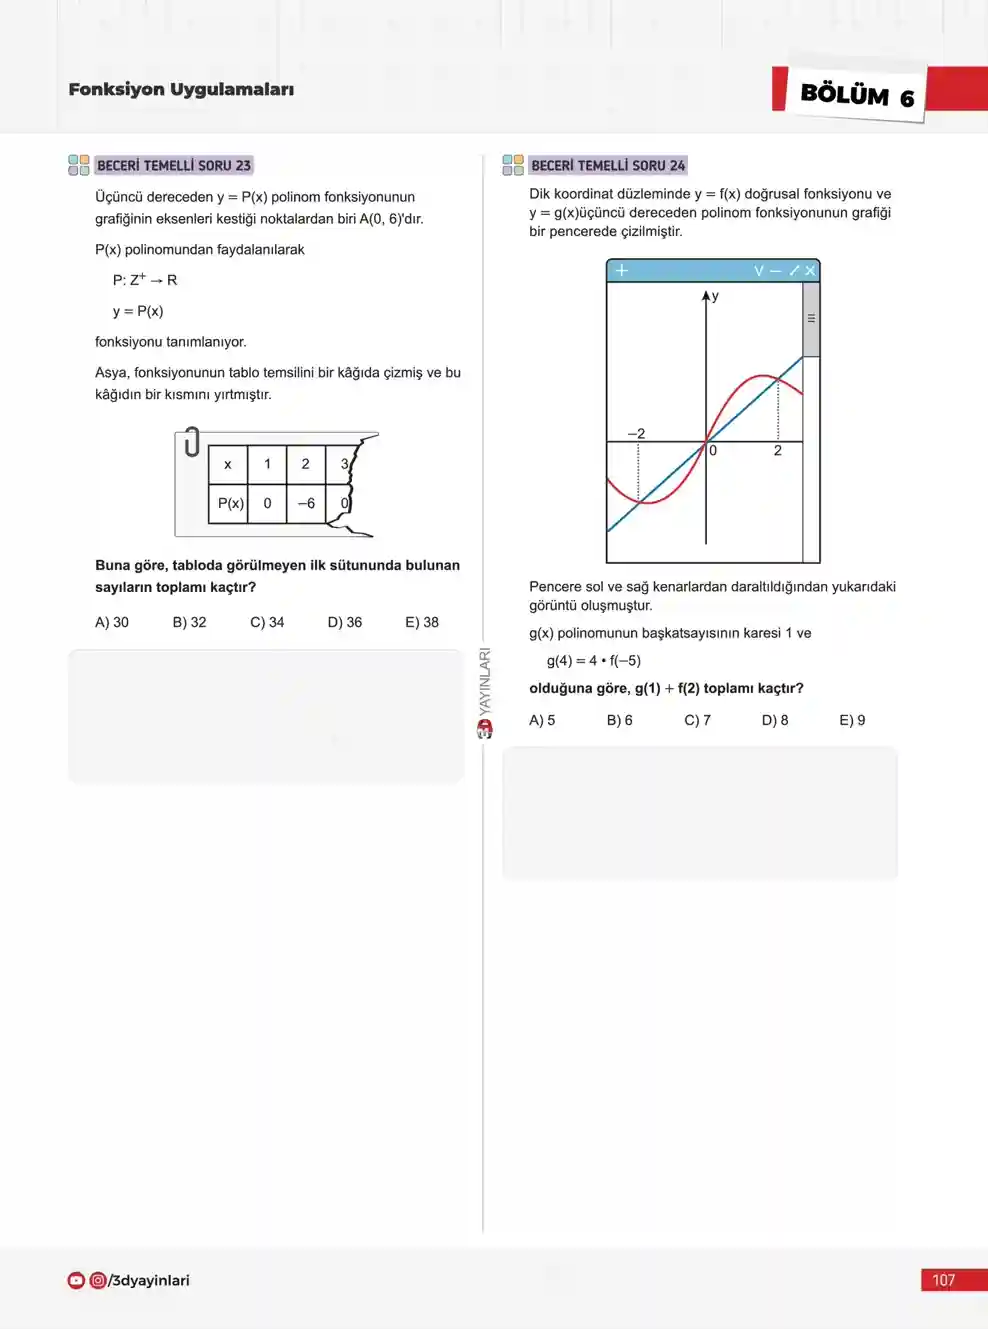 Fonksiyon Uygulamaları
BÖLÜM 6
BECERİ TEMELLİ SORU 23
Üçüncü dereceden y = P(x) polinom fonksiyonunun
grafiğinin eksenleri kestiği noktalardan biri A(0, 6)'dır.
P(x) polinomundan faydalanılarak
P: Z⁺ → R
y = P(x)
fonksiyonu tanımlanıyor.
Asya, fonksiyonunun tablo temsilini bir kâğıda çizmiş ve bu
kâğıdın bir kısmını yırtmıştır.
x 1 2 3
P(x) 0 –6 0
Buna göre, tabloda görülmeyen ilk sütununda bulunan
sayıların toplamı kaçtır?
A) 30 B) 32 C) 34 D) 36 E) 38
3D YAYINLARI
BECERİ TEMELLİ SORU 24
Dik koordinat düzleminde y = f(x) doğrusal fonksiyonu ve
y = g(x)üçüncü dereceden polinom fonksiyonunun grafiği
bir pencerede çizilmiştir.
y
–2
0 2
Pencere sol ve sağ kenarlardan daraltıldığından yukarıdaki
görüntü oluşmuştur.
g(x) polinomunun başkatsayısının karesi 1 ve
g(4) = 4 • f(–5)
olduğuna göre, g(1) + f(2) toplamı kaçtır?
A) 5 B) 6 C) 7 D) 8 E) 9
/3dyayinlari
107